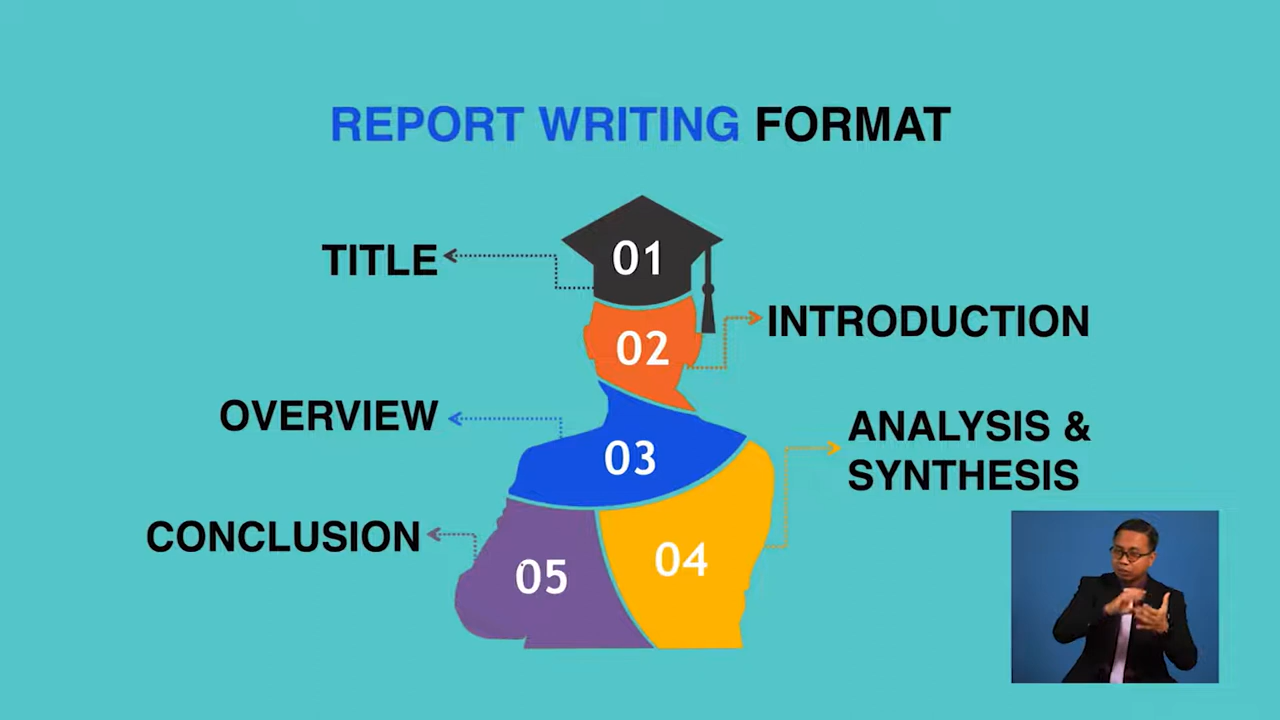 REPORT WRITING FORMAT
01
TITLE
02
INTRODUCTION
03
OVERVIEW
04
ANALYSIS &
SYNTHESIS
05
CONCLUSION